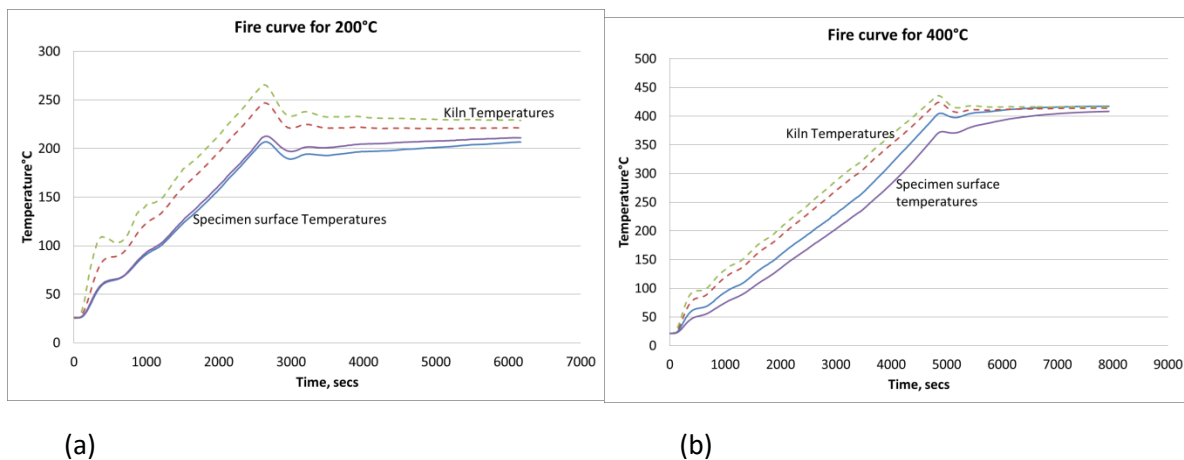 Fire curve for 200°C
300
250
200
150
100
50
0
Temperature°C
Kiln Temperatures
Specimen surface Temperatures
0 1000 2000 3000 4000 5000 6000 7000
Time, secs
(a)
Fire curve for 400°C
500
450
400
350
300
250
200
150
100
50
0
Temperature°C
Kiln Temperatures
Specimen surface
temperatures
0 1000 2000 3000 4000 5000 6000 7000 8000 9000
Time, secs
(b)